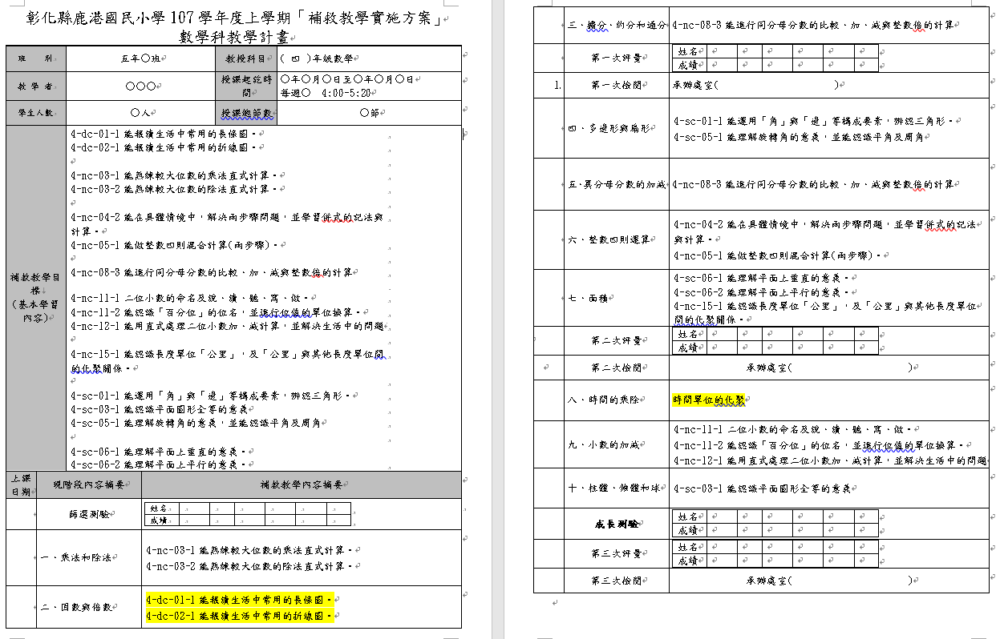 彰化縣鹿港國民小學 107 學年度上學期「補救教學實施方案」
數學科教學計畫
班 別
五年〇班
教授科目
( 四 )年級數學
教 學 者
〇〇〇
授課起訖時
間
〇年〇月〇日至〇年〇月〇日
每週〇 4:00-5:20
學生人數
〇人
授課總節數
〇節
補救教學目
標
(基本學習
內容)
4-dc-01-1 能報讀生活中常用的長條圖。
4-dc-02-1 能報讀生活中常用的折線圖。
4-nc-03-1 能熟練較大位數的乘法直式計算。
4-nc-03-2 能熟練較大位數的除法直式計算。
4-nc-04-2 能在具體情境中，解決兩步驟問題，並學習併式的記法與
計算。
4-nc-05-1 能做整數四則混合計算(兩步驟)。
4-nc-08-3 能進行同分母分數的比較、加、減與整數倍的計算。
4-nc-11-1 二位小數的命名及說、讀、聽、寫、做。
4-nc-11-2 能認識「百分位」的位名，並進行位值的單位換算。
4-nc-12-1 能用直式處理二位小數加、減計算，並解決生活中的問題
4-nc-15-1 能認識長度單位「公里」，及「公里」與其他長度單位間
的化聚關係。
4-sc-01-1 能運用「角」與「邊」等構成要素，辨認三角形。
4-sc-03-1 能認識平面圖形全等的意義
4-sc-05-1 能理解旋轉角的意義，並能認識平角及周角
4-sc-06-1 能理解平面上垂直的意義。
4-sc-06-2 能理解平面上平行的意義。
上課
日期
現階段內容摘要
補救教學內容摘要
篩選測驗
姓名
成績
一、乘法和除法
4-nc-03-1 能熟練較大位數的乘法直式計算。
4-nc-03-2 能熟練較大位數的除法直式計算。
二、因數與倍數
4-dc-01-1 能報讀生活中常用的長條圖。
4-dc-02-1 能報讀生活中常用的折線圖。
三、擴分、約分和通分
4-nc-08-3 能進行同分母分數的比較、加、減與整數倍的計算
第一次評量
姓名
成績
1.
第一次檢閱
承辦處室( )
四、多邊形與扇形
4-sc-01-1 能運用「角」與「邊」等構成要素，辨認三角形。
4-sc-05-1 能理解旋轉角的意義，並能認識平角及周角
五、異分母分數的加減
4-nc-08-3 能進行同分母分數的比較、加、減與整數倍的計算
六、整數四則運算
4-nc-04-2 能在具體情境中，解決兩步驟問題，並學習併式的記法
與計算。
4-nc-05-1 能做整數四則混合計算(兩步驟)。
七、面積
4-sc-06-1 能理解平面上垂直的意義。
4-sc-06-2 能理解平面上平行的意義。
4-nc-15-1 能認識長度單位「公里」，及「公里」與其他長度單位
間的化聚關係。
第二次評量
姓名
成績
第二次檢閱
承辦處室( )
八、時間的乘除
時間單位的化聚
九、小數的加減
4-nc-11-1 二位小數的命名及說、讀、聽、寫、做。
4-nc-11-2 能認識「百分位」的位名，並進行位值的單位換算。
4-nc-12-1 能用直式處理二位小數加、減計算，並解決生活中的問題
十、柱體、錐體和球
4-sc-03-1 能認識平面圖形全等的意義
成長測驗
姓名
成績
第三次評量
姓名
成績
第三次檢閱
承辦處室( )